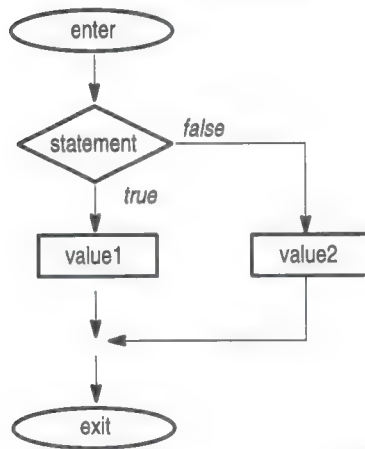 enter
statement
false
true
value1
value2
exit